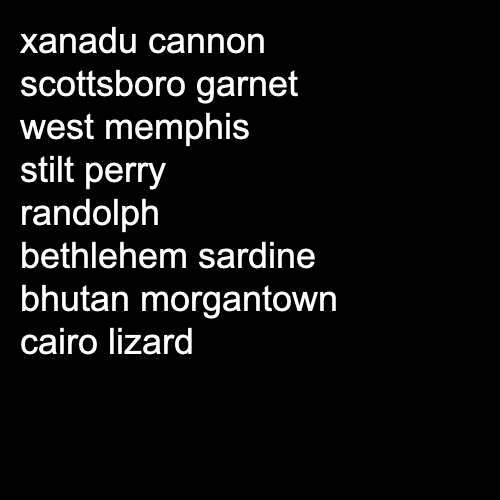 xanadu cannon
scottsboro garnet
west memphis
stilt perry
randolph
bethlehem sardine
bhutan morgantown
cairo lizard